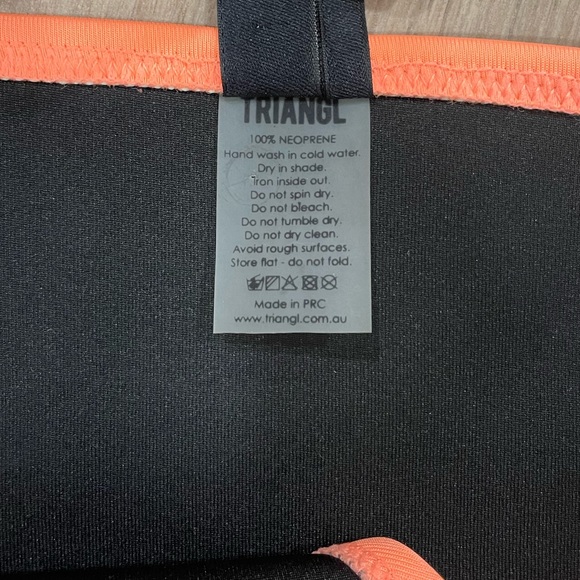 TRIANGL
100% NEOPRENE
Hand wash in cold water.
Dry in shade.
Iron inside out.
Do not spin dry.
Do not bleach.
Do not tumble dry.
Do not dry clean.
Avoid rough surfaces.
Store flat - do not fold.
Made in PRC
www.triangl.com.au